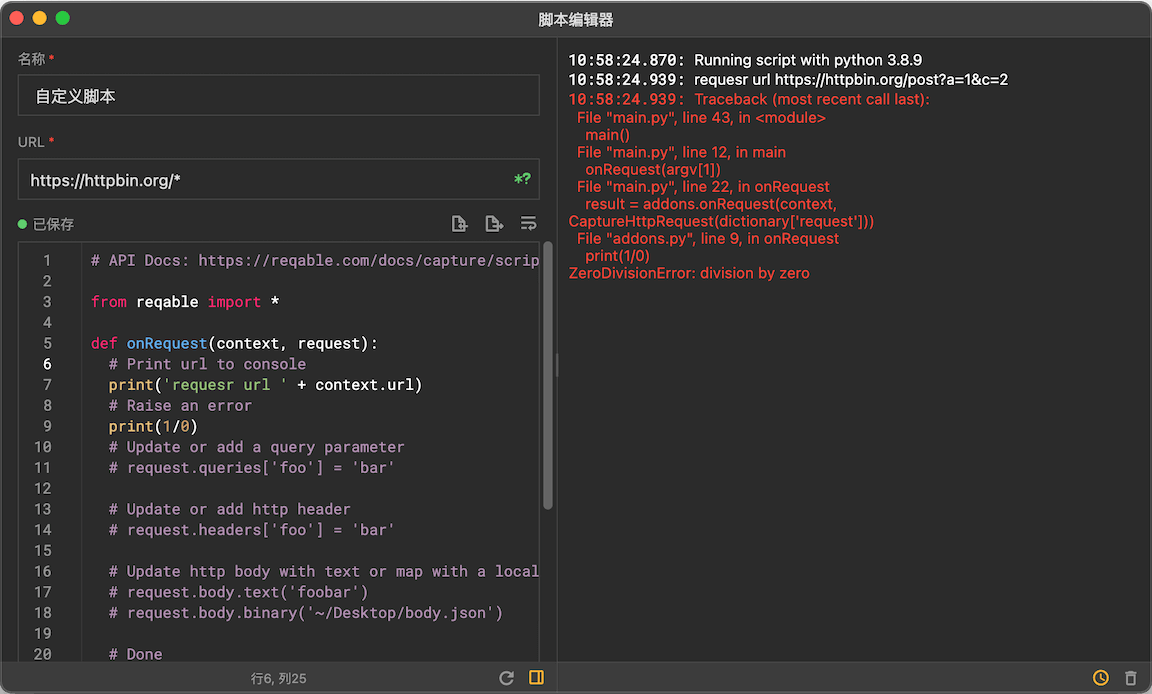 脚本编辑器
名称 *
自定义脚本
URL *
https://httpbin.org/*
*?
已保存
1 # API Docs: https://reqable.com/docs/capture/scrip
2
3 from reqable import *
4
5 def onRequest(context, request):
6 # Print url to console
7 print('requesr url ' + context.url)
8 # Raise an error
9 print(1/0)
10 # Update or add a query parameter
11 # request.queries['foo'] = 'bar'
12
13 # Update or add http header
14 # request.headers['foo'] = 'bar'
15
16 # Update http body with text or map with a local
17 # request.body.text('foobar')
18 # request.body.binary('~/Desktop/body.json')
19
20 # Done
行6, 列25
10:58:24.870: Running script with python 3.8.9
10:58:24.939: requesr url https://httpbin.org/post?a=1&c=2
10:58:24.939: Traceback (most recent call last):
File "main.py", line 43, in <module>
main()
File "main.py", line 12, in main
onRequest(argv[1])
File "main.py", line 22, in onRequest
result = addons.onRequest(context,
CaptureHttpRequest(dictionary['request']))
File "addons.py", line 9, in onRequest
print(1/0)
ZeroDivisionError: division by zero